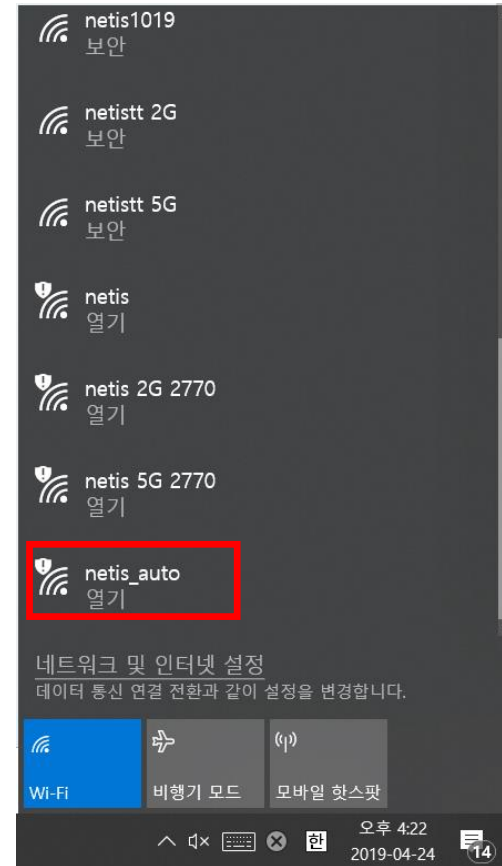 netis1019
보안
netistt 2G
보안
netistt 5G
보안
netis
열기
netis 2G 2770
열기
netis 5G 2770
열기
netis_auto
열기
네트워크 및 인터넷 설정
데이터 통신 연결 전환과 같이 설정을 변경합니다.
Wi-Fi
비행기 모드
모바일 핫스팟
한
오후 4:22
2019-04-24
14